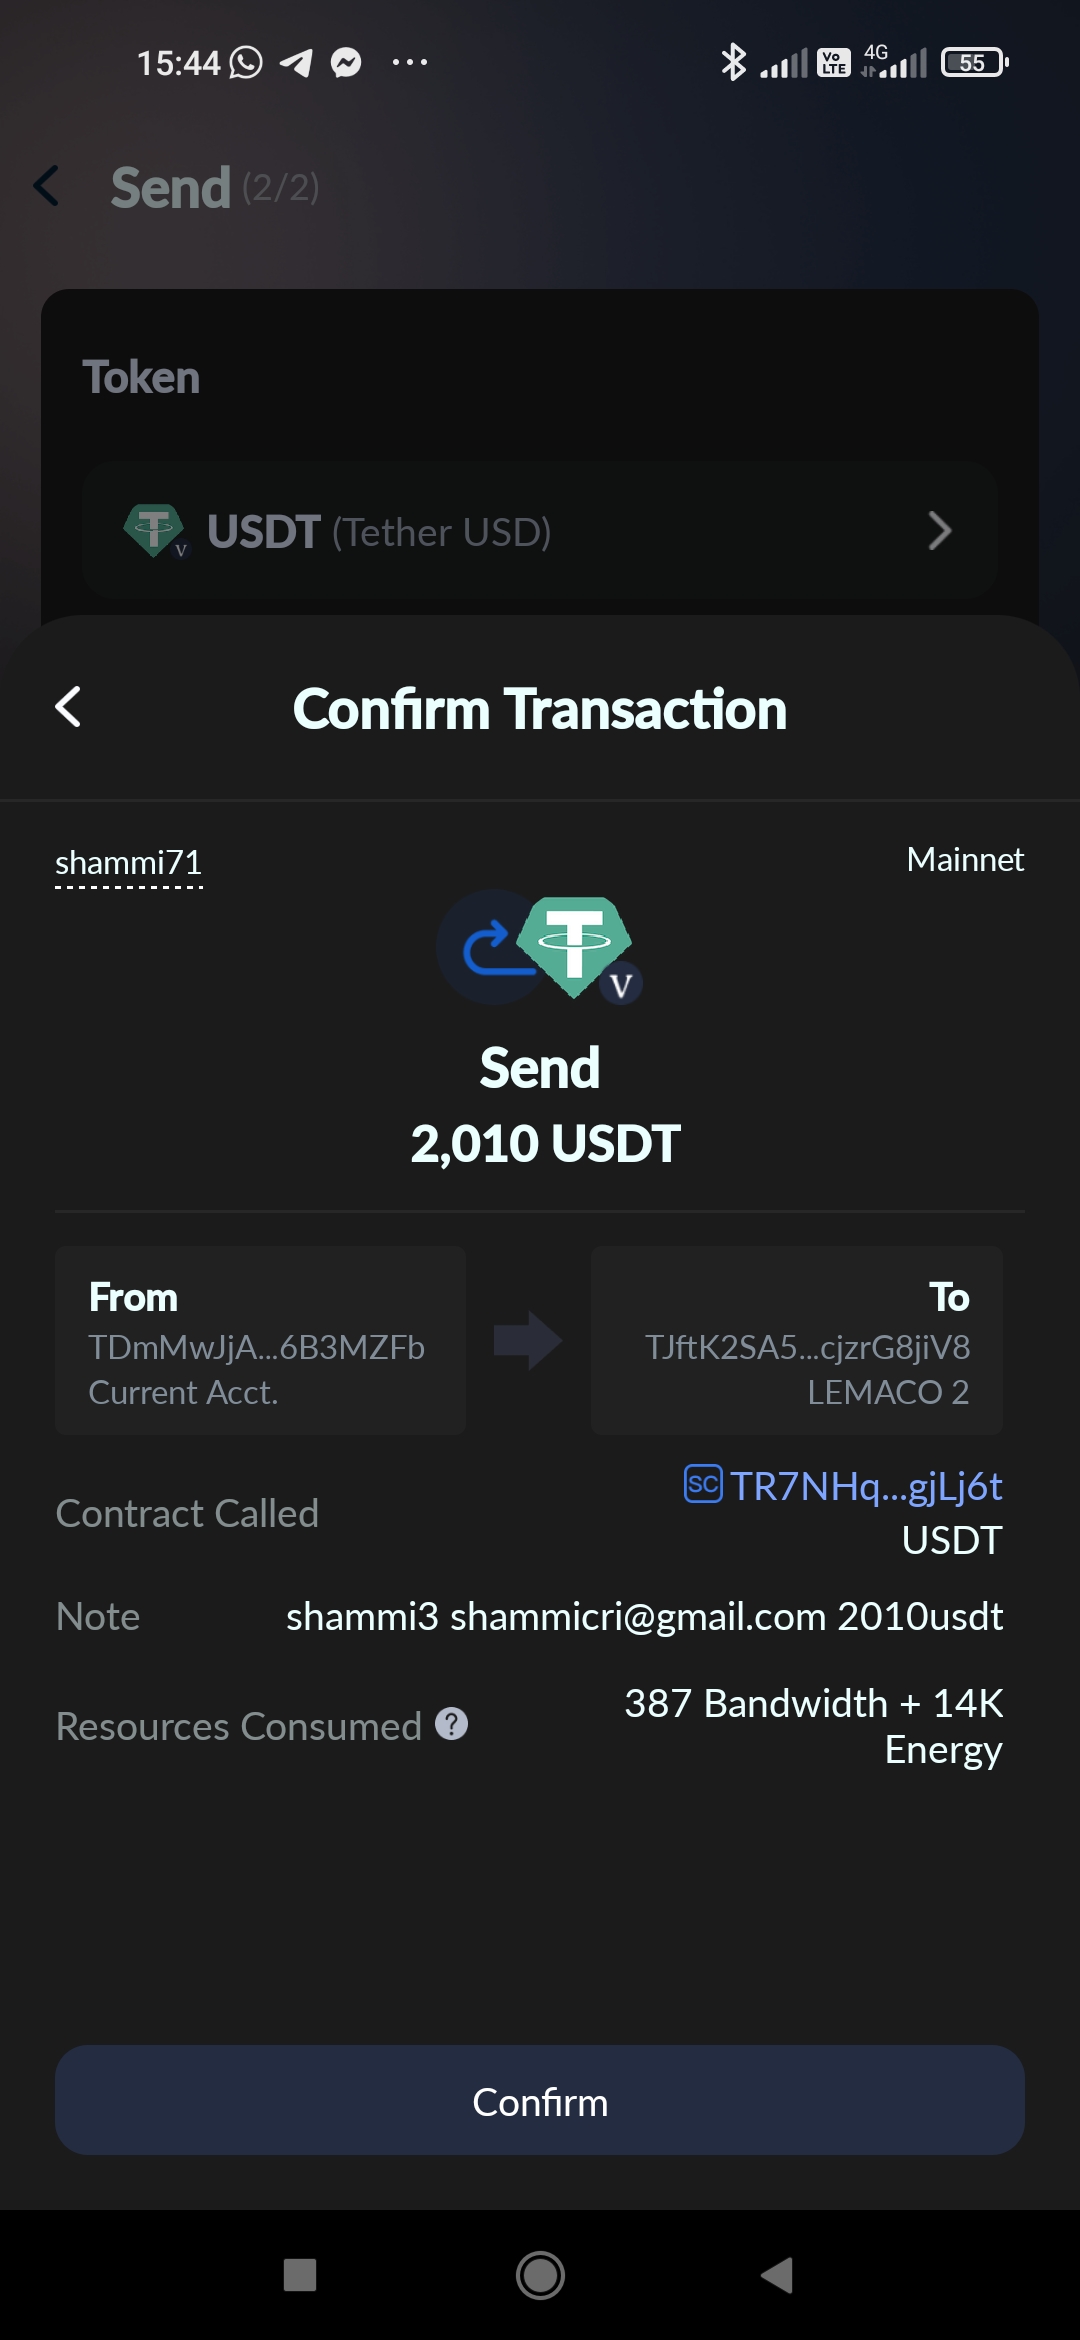 15:44
4G
Vo LTE
55
Send (2/2)
Token
USDT (Tether USD)
V
Confirm Transaction
shammi71
Mainnet
T
V
Send
2,010 USDT
From
TDmMwJjA...6B3MZFb
Current Acct.
To
TJftK2SA5...cjzrG8jiV8
LEMACO 2
Contract Called
SC TR7NHq...gjLj6t
USDT
Note
shammi3 shammicri@gmail.com 2010usdt
Resources Consumed ?
387 Bandwidth + 14K
Energy
Confirm